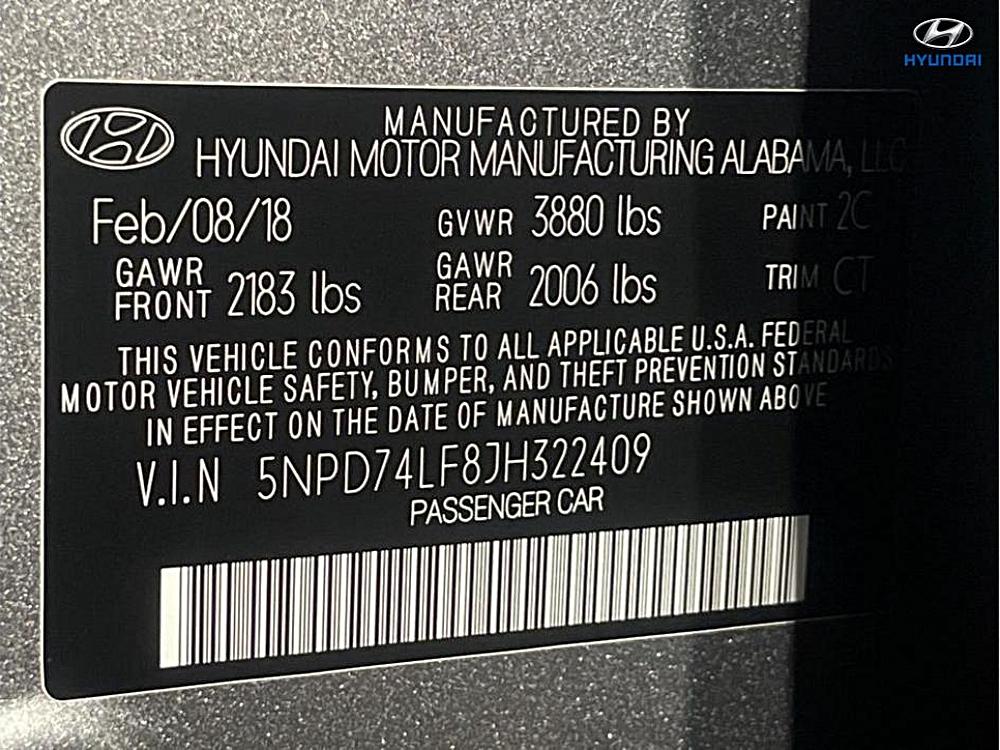 HYUNDAI
MANUFACTURED BY
HYUNDAI MOTOR MANUFACTURING ALABAMA, LLC
Feb/08/18 GVWR 3880 lbs PAINT 2C
GAWR FRONT 2183 lbs GAWR REAR 2006 lbs TRIM CT
THIS VEHICLE CONFORMS TO ALL APPLICABLE U.S.A. FEDERAL
MOTOR VEHICLE SAFETY, BUMPER, AND THEFT PREVENTION STANDARDS
IN EFFECT ON THE DATE OF MANUFACTURE SHOWN ABOVE
V.I.N 5NPD74LF8JH322409
PASSENGER CAR